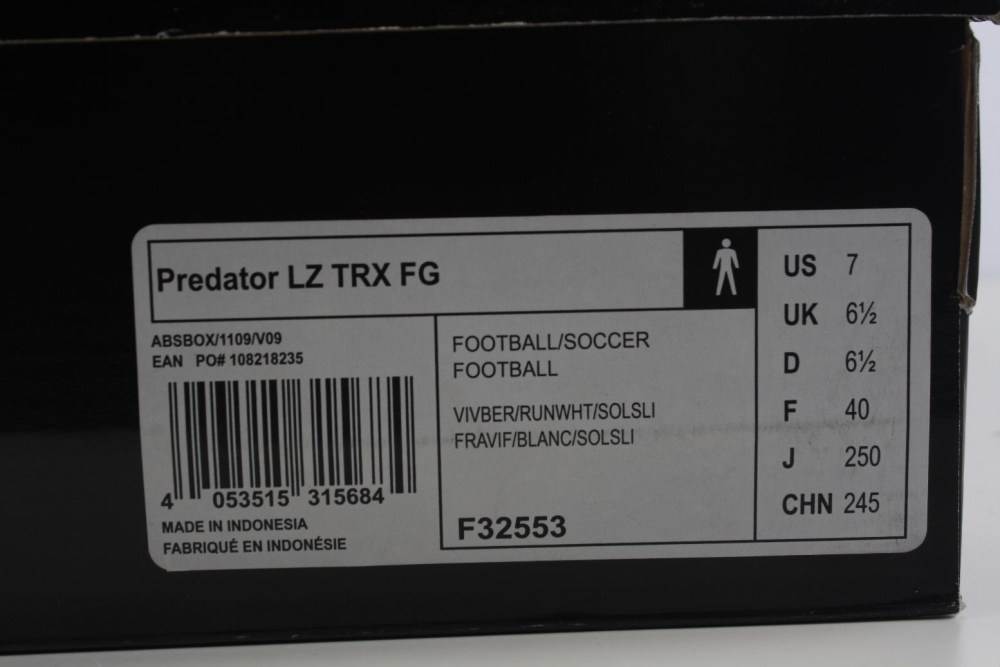 Predator LZ TRX FG
ABSBOX/1109/V09
EAN PO# 108218235
4 053515 315684
MADE IN INDONESIA
FABRIQUÉ EN INDONÉSIE
FOOTBALL/SOCCER
FOOTBALL
VIVBER/RUNWHT/SOLSLI
FRAVIF/BLANC/SOLSLI
F32553
US 7
UK 6½
D 6½
F 40
J 250
CHN 245